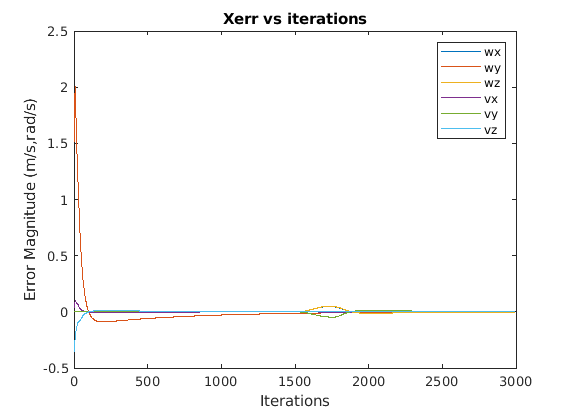 Xerr vs iterations
2.5
2
1.5
1
0.5
0
-0.5
Error Magnitude (m/s,rad/s)
wx
wy
wz
vx
vy
vz
0 500 1000 1500 2000 2500 3000
Iterations